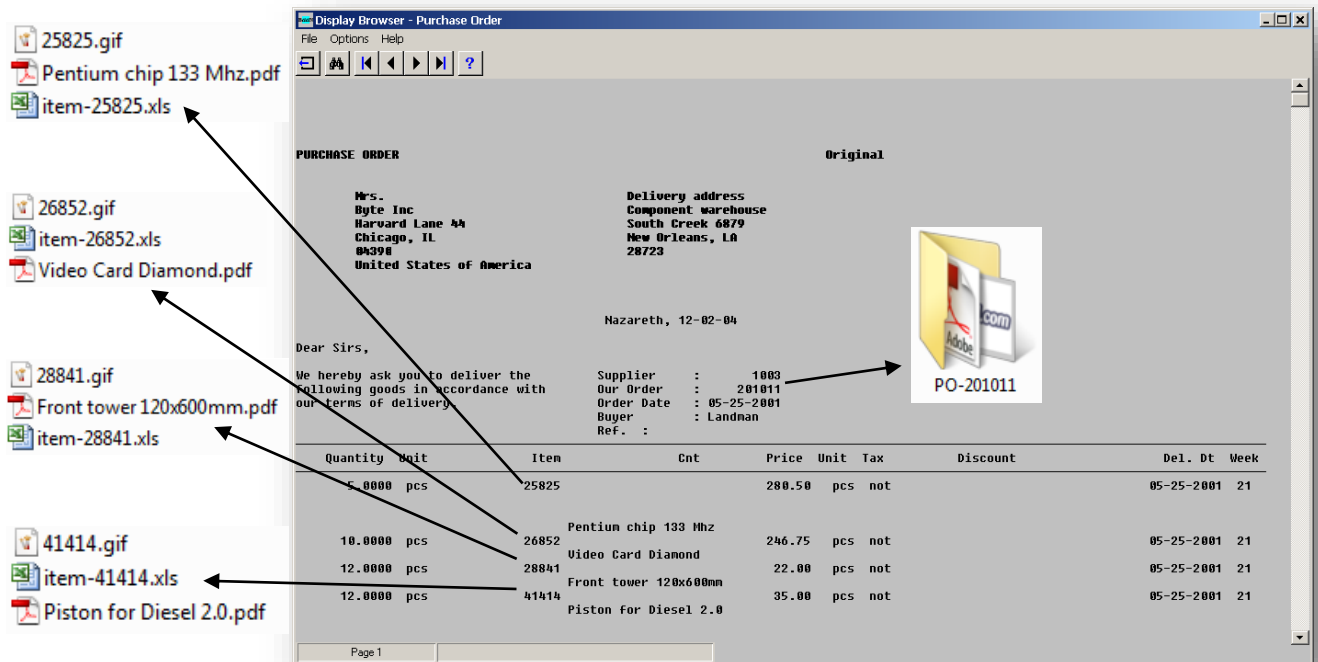 25825.gif
Pentium chip 133 Mhz.pdf
item-25825.xls
26852.gif
item-26852.xls
Video Card Diamond.pdf
28841.gif
Front tower 120x600mm.pdf
item-28841.xls
41414.gif
item-41414.xls
Piston for Diesel 2.0.pdf
Display Browser - Purchase Order
File Options Help
PURCHASE ORDER Original
Mrs. Delivery address
Byte Inc Component warehouse
Harvard Lane 44 South Creek 6879
Chicago, IL New Orleans, LA
04398 28723
United States of America
Nazareth, 12-02-04
Dear Sirs,
We hereby ask you to deliver the Supplier : 1003
following goods in accordance with Our Order : 201011
our terms of delivery. Order Date : 05-25-2001
Buyer : Landman
Ref. :
.com
Adobe
PO-201011
Quantity Unit Item Cnt Price Unit Tax Discount Del. Dt Week
5.0000 pcs 25825 280.50 pcs not 05-25-2001 21
Pentium chip 133 Mhz
10.0000 pcs 26852 246.75 pcs not 05-25-2001 21
Video Card Diamond
12.0000 pcs 28841 22.00 pcs not 05-25-2001 21
Front tower 120x600mm
12.0000 pcs 41414 35.00 pcs not 05-25-2001 21
Piston for Diesel 2.0
Page 1